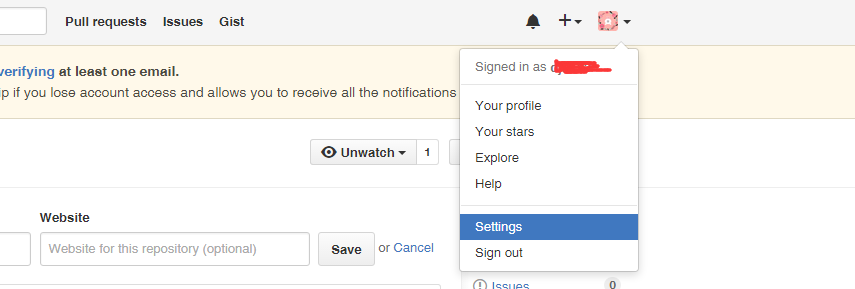 Pull requests Issues Gist
Signed in as
verifying at least one email.
ip if you lose account access and allows you to receive all the notifications
Your profile
Your stars
Explore
Help
Unwatch 1
Settings
Sign out
Website
Website for this repository (optional) Save or Cancel
Issues 0